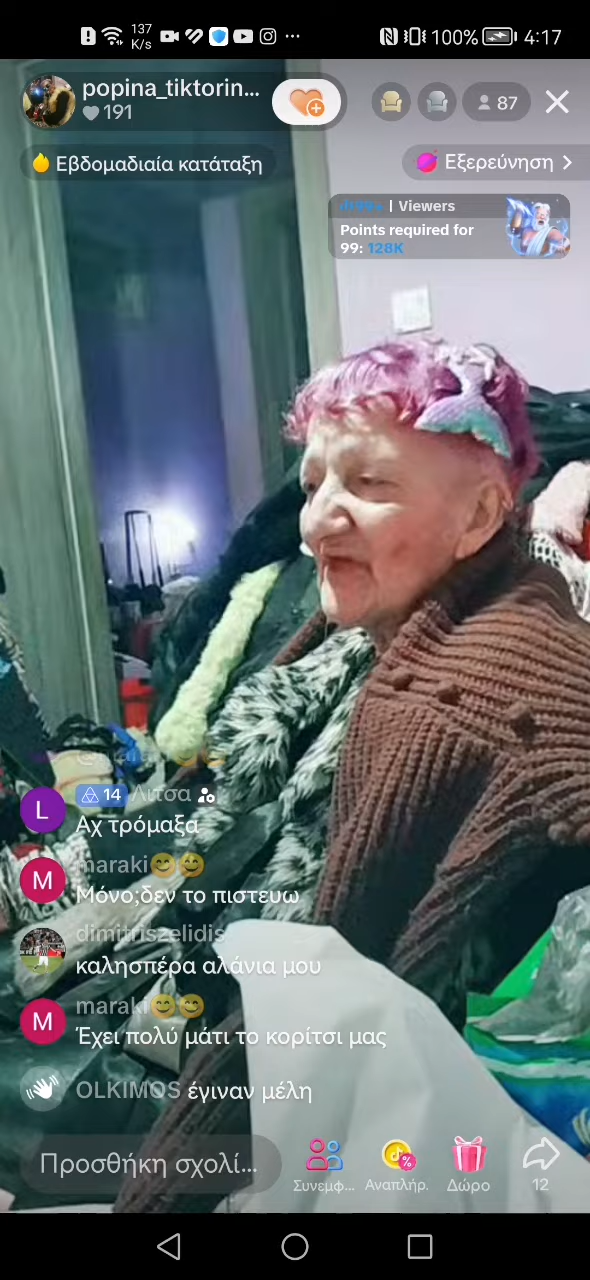 137
K/s
100%
4:17
popina_tiktorin...
191
87
Εβδομαδιαία κατάταξη
Εξερεύνηση
| Viewers
Points required for
99: 128K
L
14 Λιτσα
Αχ τρόμαξα
M
maraki😊😊
Μόνο;δεν το πιστευω
dimitriszelidis
καλησπέρα αλάνια μου
M
maraki😊😊
Έχει πολύ μάτι το κορίτσι μας
OLKIMOS έγιναν μέλη
Προσθήκη σχολί...
Συνεμφ...
Αναπλήρ.
Δώρο
12